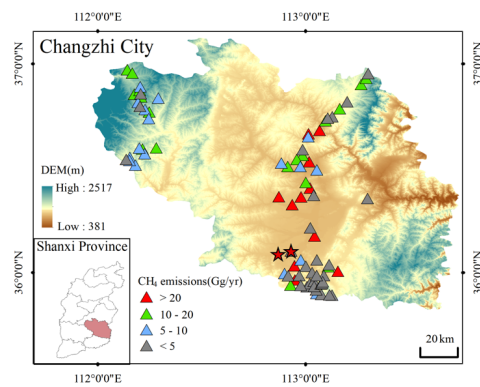 112°0'0"E
113°0'0"E
Changzhi City
37°0'0"N
37°0'0"N
DEM(m)
High : 2517
Low : 381
Shanxi Province
CH₄ emissions(Gg/yr)
> 20
10 - 20
5 - 10
< 5
36°0'0"N
36°0'0"N
20 km
112°0'0"E
113°0'0"E